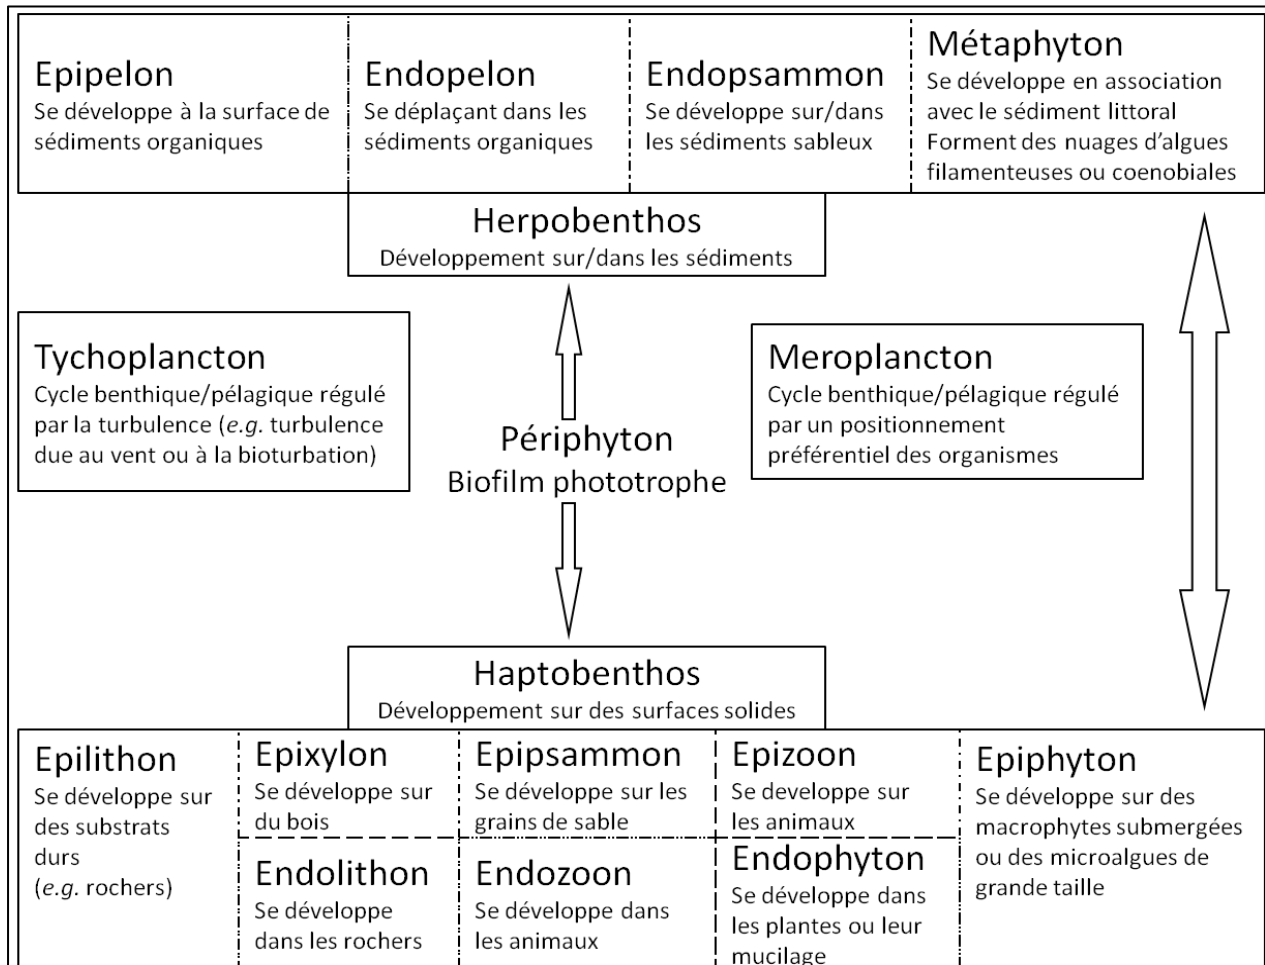 Epipelon
Se développe à la surface de
sédiments organiques
Endopelon
Se déplaçant dans les
sédiments organiques
Endopsammon
Se développe sur/dans
les sédiments sableux
Métaphyton
Se développe en association
avec le sédiment littoral
Forment des nuages d’algues
filamenteuses ou coenobiales
Herpobenthos
Développement sur/dans les sédiments
Tychoplancton
Cycle benthique/pélagique régulé
par la turbulence (e.g. turbulence
due au vent ou à la bioturbation)
Meroplancton
Cycle benthique/pélagique régulé
par un positionnement
préférentiel des organismes
Périphyton
Biofilm phototrophe
Haptobenthos
Développement sur des surfaces solides
Epilithon
Se développe sur
des substrats
durs
(e.g. rochers)
Epixylon
Se développe sur
du bois
Epipsammon
Se développe sur les
grains de sable
Epizoon
Se developpe sur
les animaux
Epiphyton
Se développe sur des
macrophytes submergées
ou des microalgues de
grande taille
Endolithon
Se développe
dans les rochers
Endozoon
Se développe dans
les animaux
Endophyton
Se développe dans
les plantes ou leur
mucilage